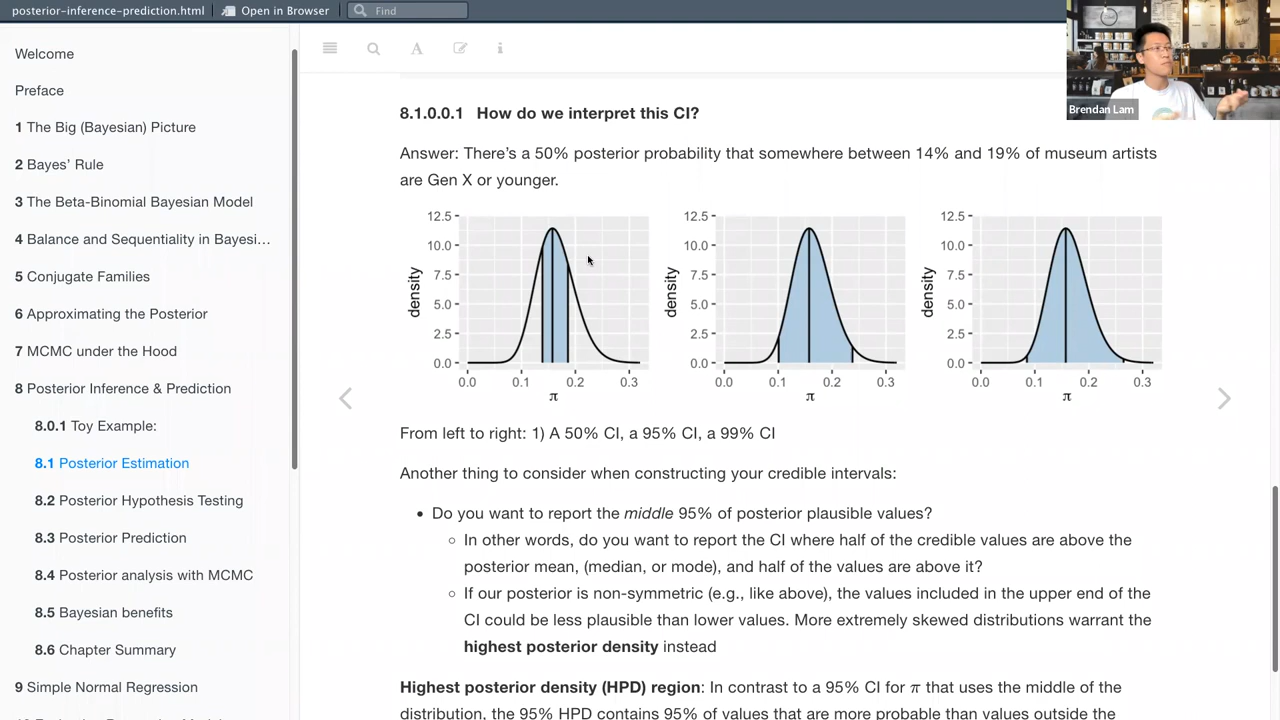 posterior-inference-prediction.html
Open in Browser
Find
Welcome
Preface
1 The Big (Bayesian) Picture
2 Bayes’ Rule
3 The Beta-Binomial Bayesian Model
4 Balance and Sequentiality in Bayesi…
5 Conjugate Families
6 Approximating the Posterior
7 MCMC under the Hood
8 Posterior Inference & Prediction
8.0.1 Toy Example:
8.1 Posterior Estimation
8.2 Posterior Hypothesis Testing
8.3 Posterior Prediction
8.4 Posterior analysis with MCMC
8.5 Bayesian benefits
8.6 Chapter Summary
9 Simple Normal Regression
Brendan Lam
8.1.0.0.1 How do we interpret this CI?
Answer: There’s a 50% posterior probability that somewhere between 14% and 19% of museum artists
are Gen X or younger.
12.5
10.0
7.5
5.0
2.5
0.0
density
0.0 0.1 0.2 0.3
π
12.5
10.0
7.5
5.0
2.5
0.0
density
0.0 0.1 0.2 0.3
π
12.5
10.0
7.5
5.0
2.5
0.0
density
0.0 0.1 0.2 0.3
π
From left to right: 1) A 50% CI, a 95% CI, a 99% CI
Another thing to consider when constructing your credible intervals:
• Do you want to report the middle 95% of posterior plausible values?
○ In other words, do you want to report the CI where half of the credible values are above the
posterior mean, (median, or mode), and half of the values are above it?
○ If our posterior is non-symmetric (e.g., like above), the values included in the upper end of the
CI could be less plausible than lower values. More extremely skewed distributions warrant the
highest posterior density instead
Highest posterior density (HPD) region: In contrast to a 95% CI for π that uses the middle of the
distribution, the 95% HPD contains 95% of values that are more probable than values outside the